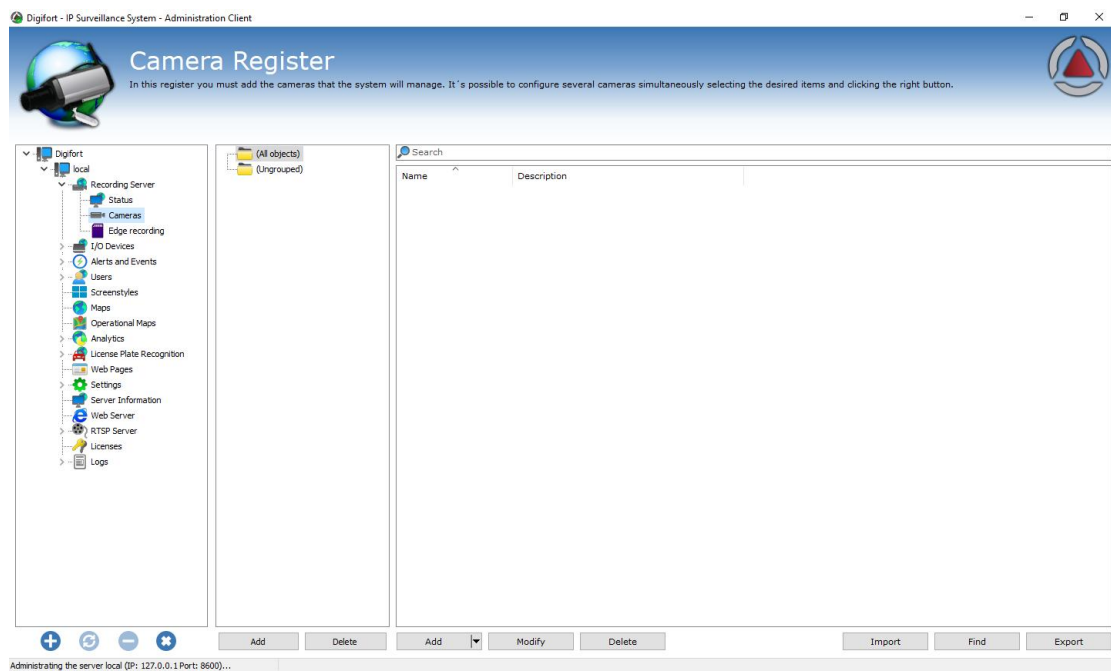 Digifort - IP Surveillance System - Administration Client
Camera Register
In this register you must add the cameras that the system will manage. It´s possible to configure several cameras simultaneously selecting the desired items and clicking the right button.
Digifort
local
Recording Server
Status
Cameras
Edge recording
I/O Devices
Alerts and Events
Users
Screenstyles
Maps
Operational Maps
Analytics
License Plate Recognition
Web Pages
Settings
Server Information
Web Server
RTSP Server
Licenses
Logs
(All objects)
(Ungrouped)
Search
Name Description
Add Delete Add Modify Delete Import Find Export
Administrating the server local (IP: 127.0.0.1 Port: 8600)...